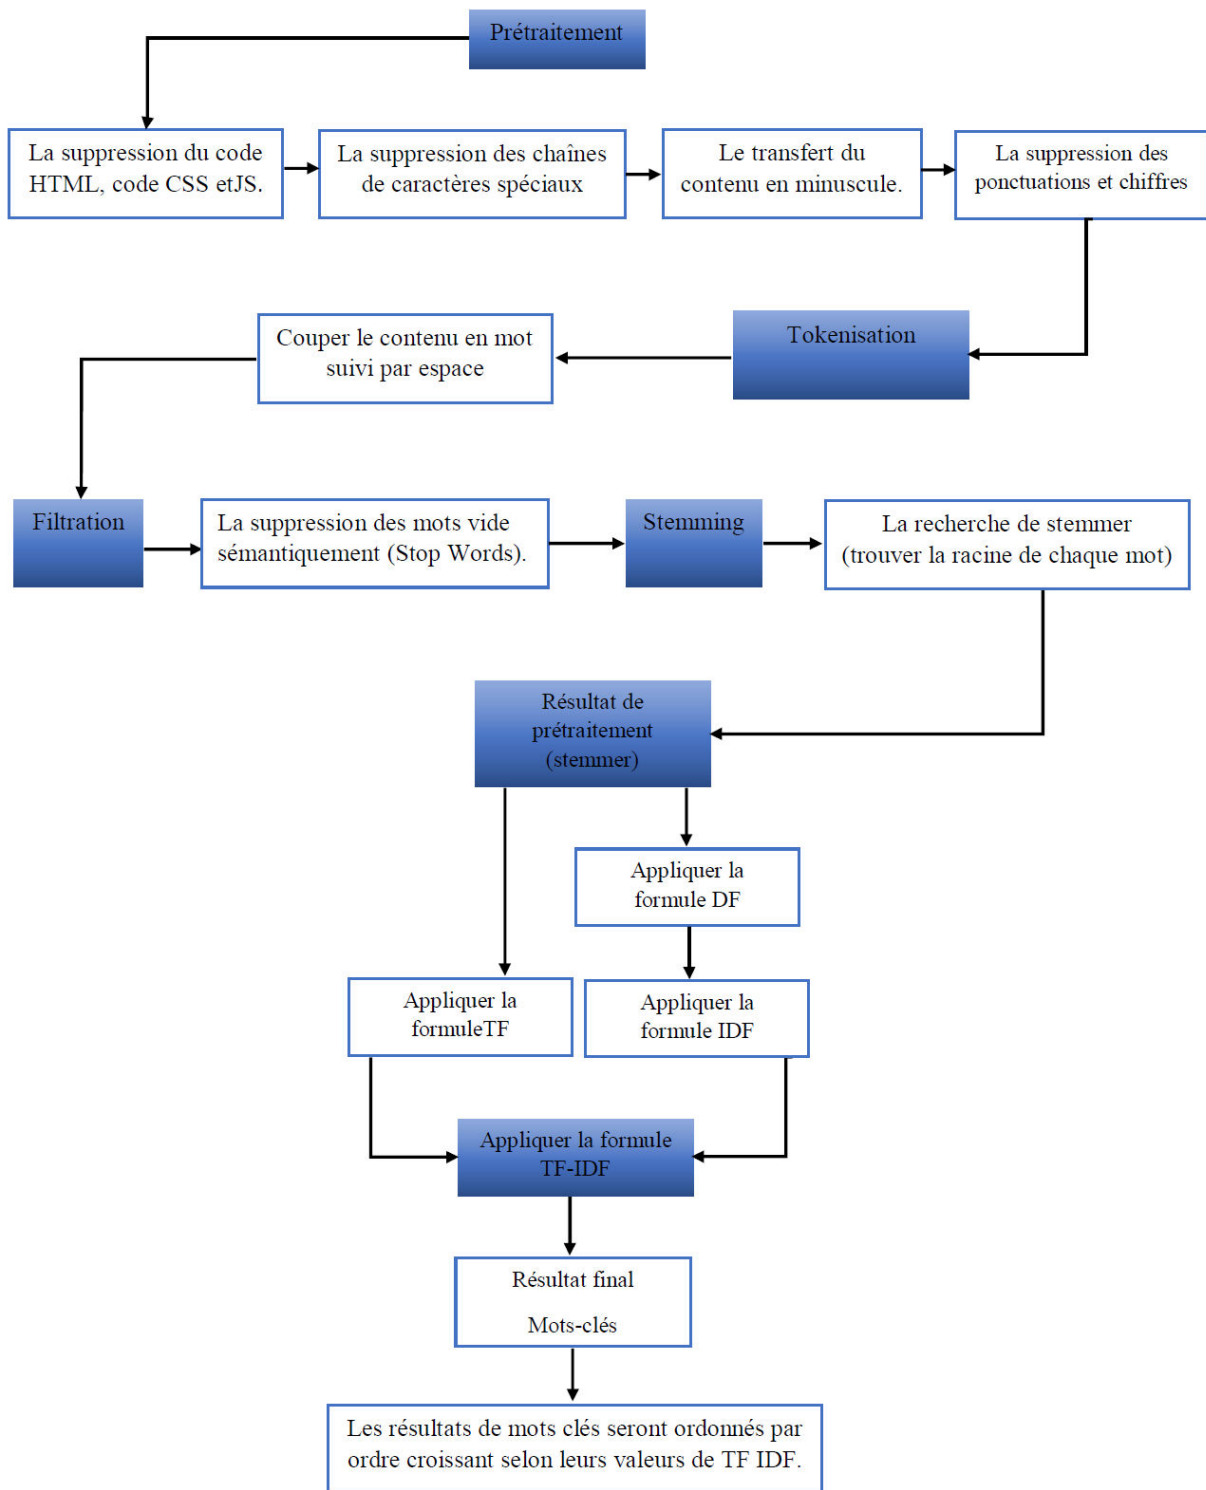 Prétraitement
La suppression du code
HTML, code CSS etJS.
La suppression des chaînes
de caractères spéciaux
Le transfert du
contenu en minuscule.
La suppression des
ponctuations et chiffres
Tokenisation
Couper le contenu en mot
suivi par espace
Filtration
La suppression des mots vide
sémantiquement (Stop Words).
Stemming
La recherche de stemmer
(trouver la racine de chaque mot)
Résultat de
prétraitement
(stemmer)
Appliquer la
formule DF
Appliquer la
formuleTF
Appliquer la
formule IDF
Appliquer la formule
TF-IDF
Résultat final
Mots-clés
Les résultats de mots clés seront ordonnés par
ordre croissant selon leurs valeurs de TF IDF.